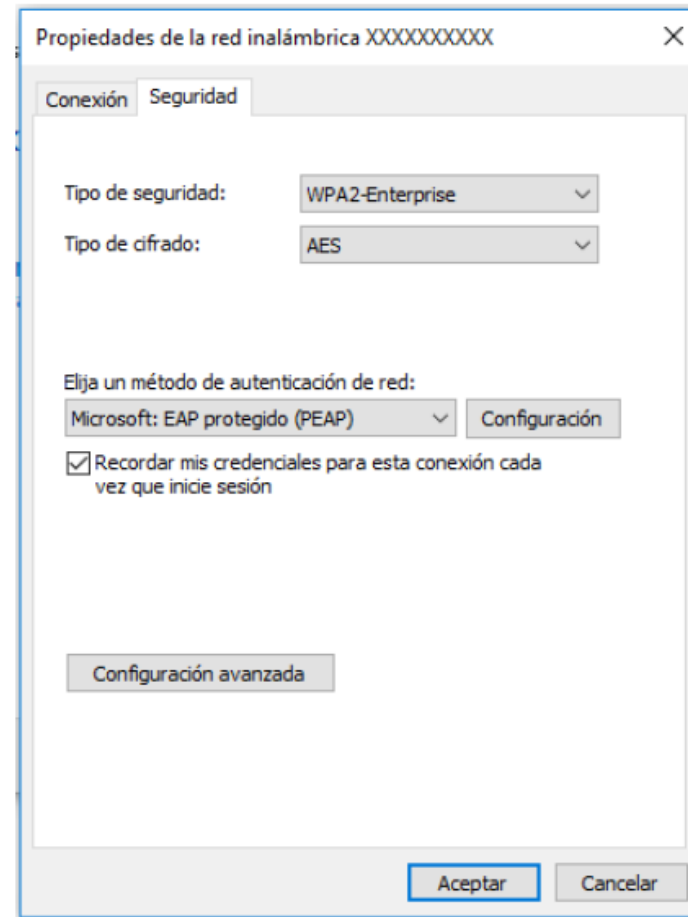 Propiedades de la red inalámbrica XXXXXXXXXX
Conexión
Seguridad
Tipo de seguridad:
WPA2-Enterprise
Tipo de cifrado:
AES
Elija un método de autenticación de red:
Microsoft: EAP protegido (PEAP)
Configuración
Recordar mis credenciales para esta conexión cada
vez que inicie sesión
Configuración avanzada
Aceptar
Cancelar